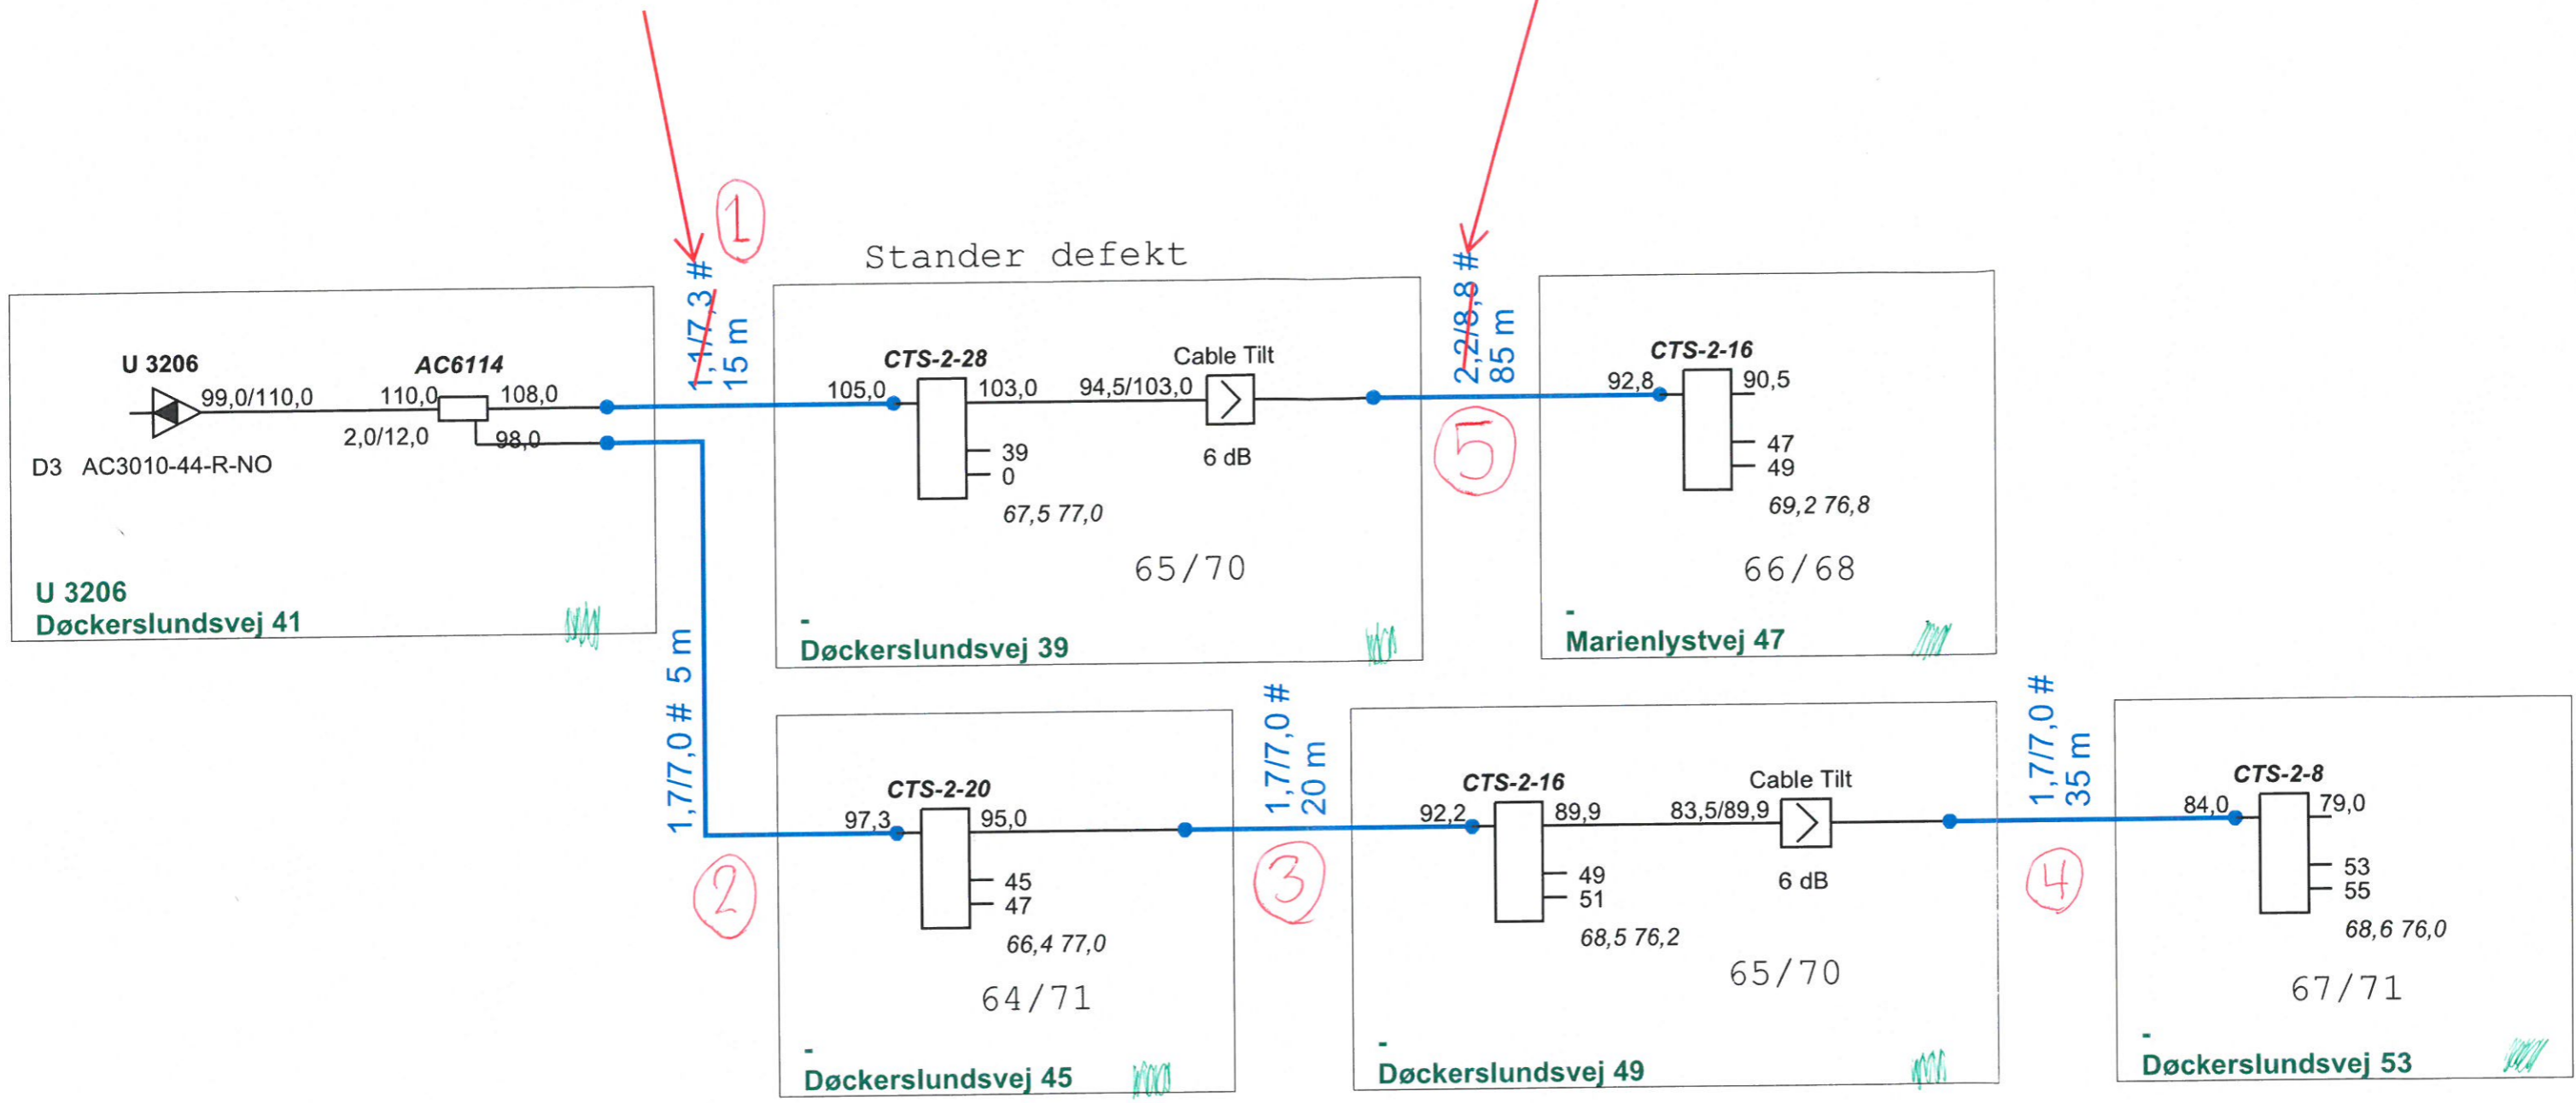 1
1,1/7,3 #
15 m
Stander defekt
2,2/8,8 #
85 m
5
U 3206
99,0/110,0
D3 AC3010-44-R-NO
AC6114
110,0
108,0
2,0/12,0
98,0
U 3206
Døckerslundsvej 41
CTS-2-28
105,0
103,0
39
0
67,5 77,0
94,5/103,0
Cable Tilt
6 dB
65/70
-
Døckerslundsvej 39
CTS-2-16
92,8
90,5
47
49
69,2 76,8
66/68
-
Marienlystvej 47
1,7/7,0 # 5 m
2
CTS-2-20
97,3
95,0
45
47
66,4 77,0
64/71
-
Døckerslundsvej 45
1,7/7,0 #
20 m
3
CTS-2-16
92,2
89,9
49
51
68,5 76,2
83,5/89,9
Cable Tilt
6 dB
65/70
-
Døckerslundsvej 49
1,7/7,0 #
35 m
4
CTS-2-8
84,0
79,0
53
55
68,6 76,0
67/71
-
Døckerslundsvej 53